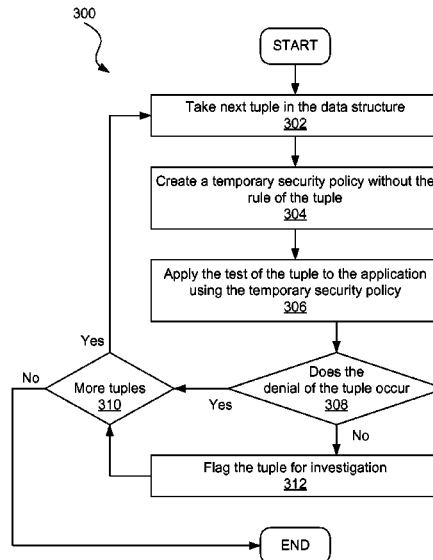 300
START
Take next tuple in the data structure
302
Create a temporary security policy without the
rule of the tuple
304
Apply the test of the tuple to the application
using the temporary security policy
306
Yes
No
More tuples
310
Yes
Does the
denial of the tuple occur
308
No
Flag the tuple for investigation
312
END